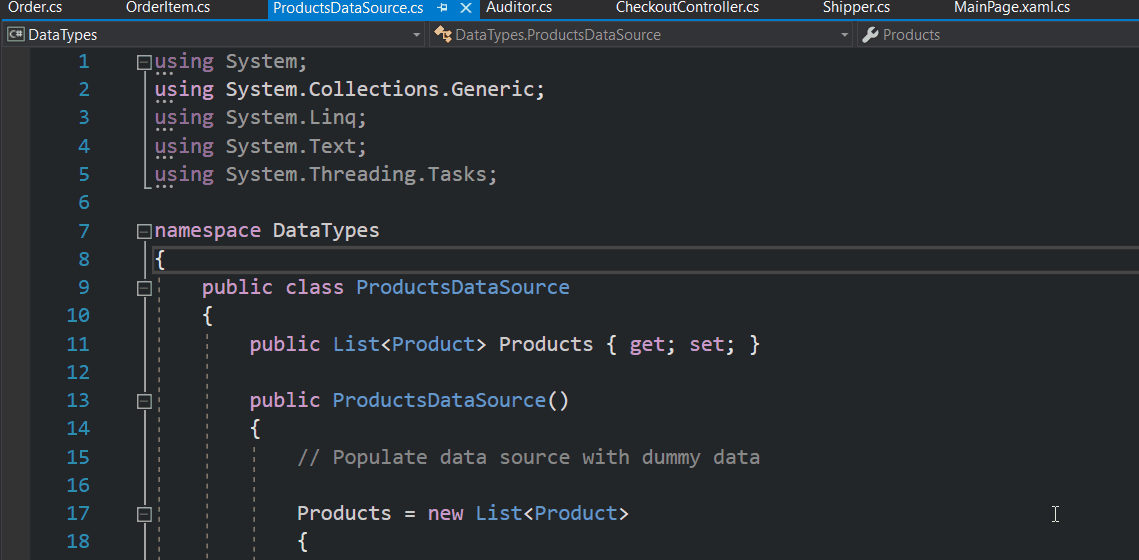 Order.cs OrderItem.cs ProductsDataSource.cs Auditor.cs CheckoutController.cs Shipper.cs MainPage.xaml.cs
C# DataTypes DataTypes.ProductsDataSource Products
1 using System;
2 using System.Collections.Generic;
3 using System.Linq;
4 using System.Text;
5 using System.Threading.Tasks;
6
7 namespace DataTypes
8 {
9 public class ProductsDataSource
10 {
11 public List<Product> Products { get; set; }
12
13 public ProductsDataSource()
14 {
15 // Populate data source with dummy data
16
17 Products = new List<Product>
18 {